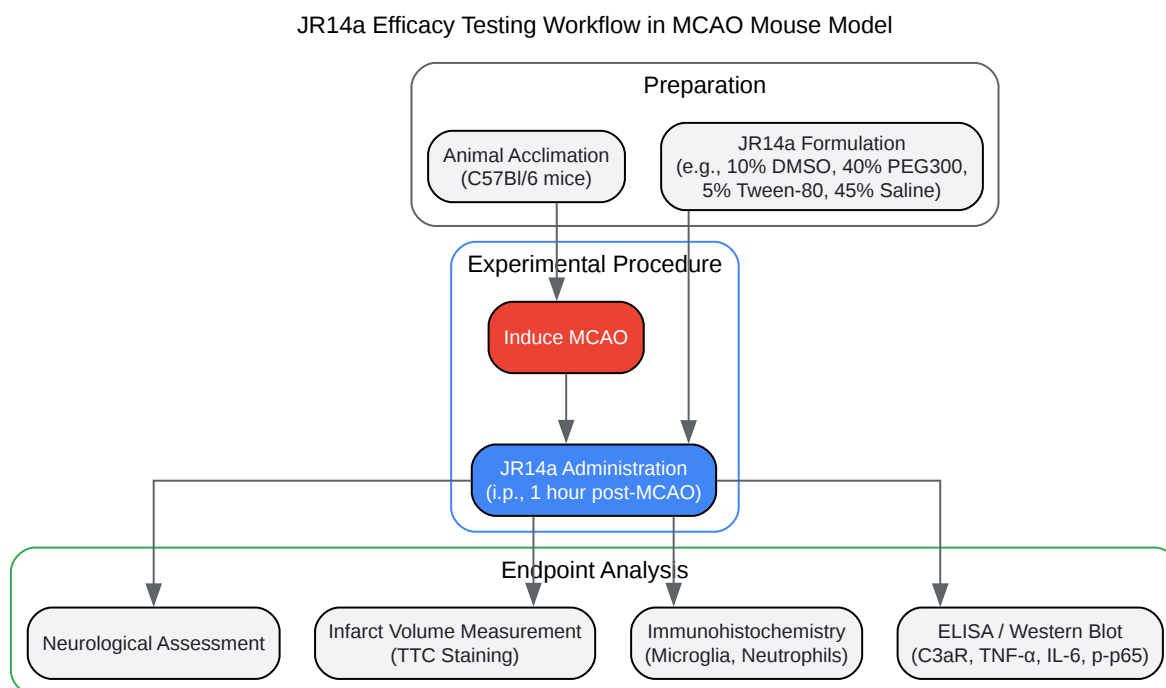 JR14a Efficacy Testing Workflow in MCAO Mouse Model
Preparation
Animal Acclimation
(C57Bl/6 mice)
JR14a Formulation
(e.g., 10% DMSO, 40% PEG300,
5% Tween-80, 45% Saline)
Experimental Procedure
Induce MCAO
JR14a Administration
(i.p., 1 hour post-MCAO)
Endpoint Analysis
Neurological Assessment
Infarct Volume Measurement
(TTC Staining)
Immunohistochemistry
(Microglia, Neutrophils)
ELISA / Western Blot
(C3aR, TNF-α, IL-6, p-p65)